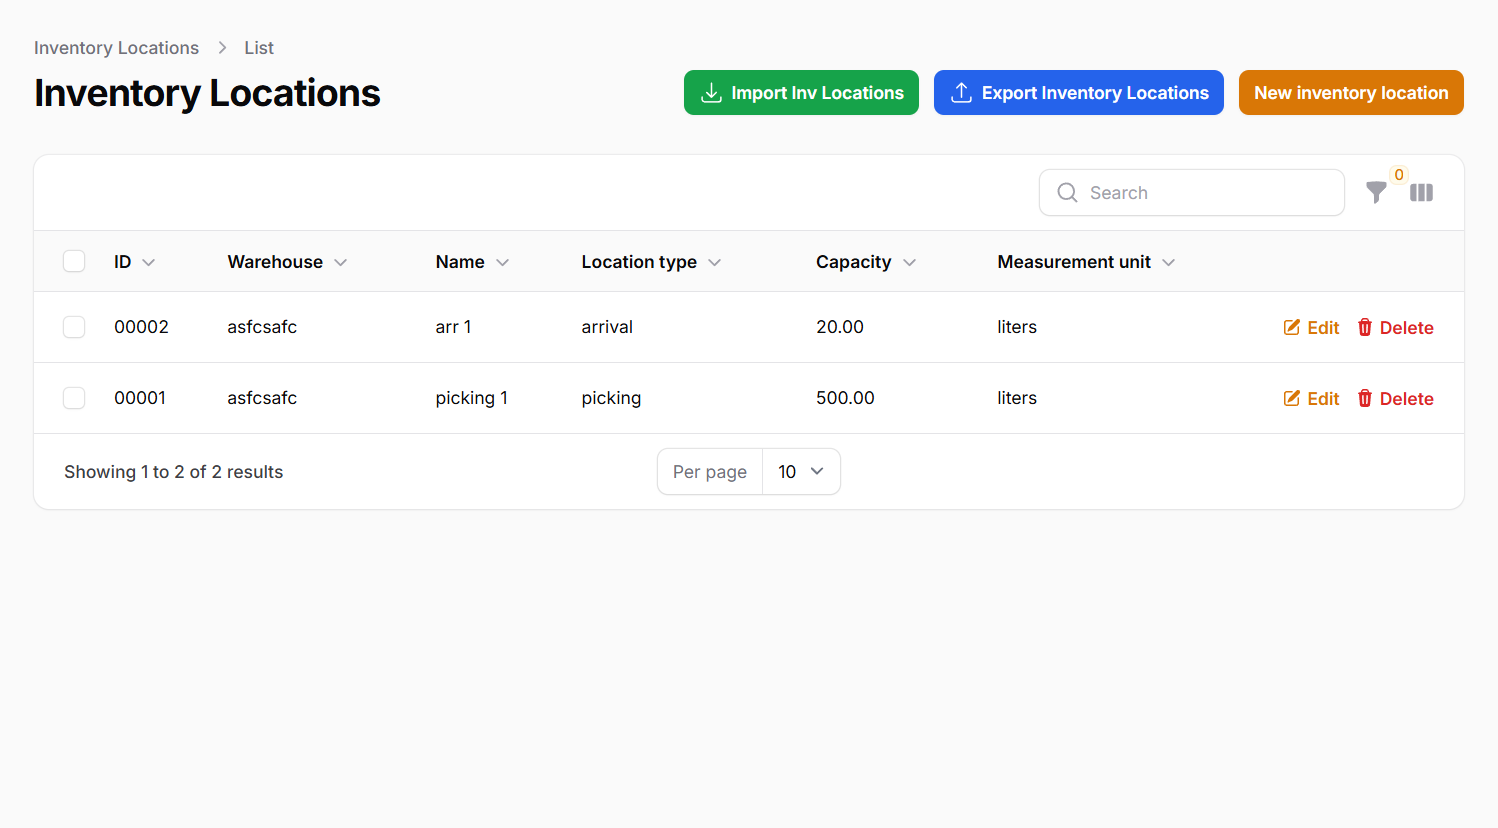 Inventory Locations > List
Inventory Locations
Import Inv Locations
Export Inventory Locations
New inventory location
Search
0
ID Warehouse Name Location type Capacity Measurement unit
00002 asfcsafc arr 1 arrival 20.00 liters Edit Delete
00001 asfcsafc picking 1 picking 500.00 liters Edit Delete
Showing 1 to 2 of 2 results
Per page 10